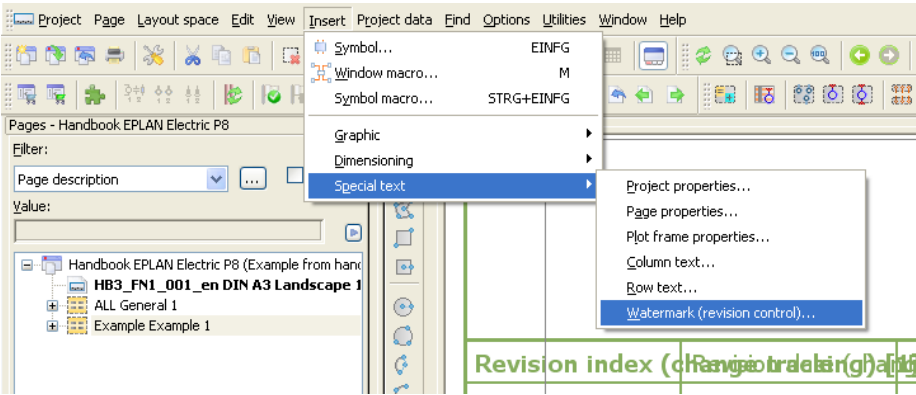 Project Page Layout space Edit View Insert Project data Find Options Utilities Window Help
Symbol... EINFG
Window macro... M
Symbol macro... STRG+EINFG
Graphic
Dimensioning
Special text
Project properties...
Page properties...
Plot frame properties...
Column text...
Row text...
Watermark (revision control)...
Pages - Handbook EPLAN Electric P8
Filter:
Page description
...
Value:
Handbook EPLAN Electric P8 (Example from hand
HB3_FN1_001_en DIN A3 Landscape 1
ALL General 1
Example Example 1
Revision index (change tracking)